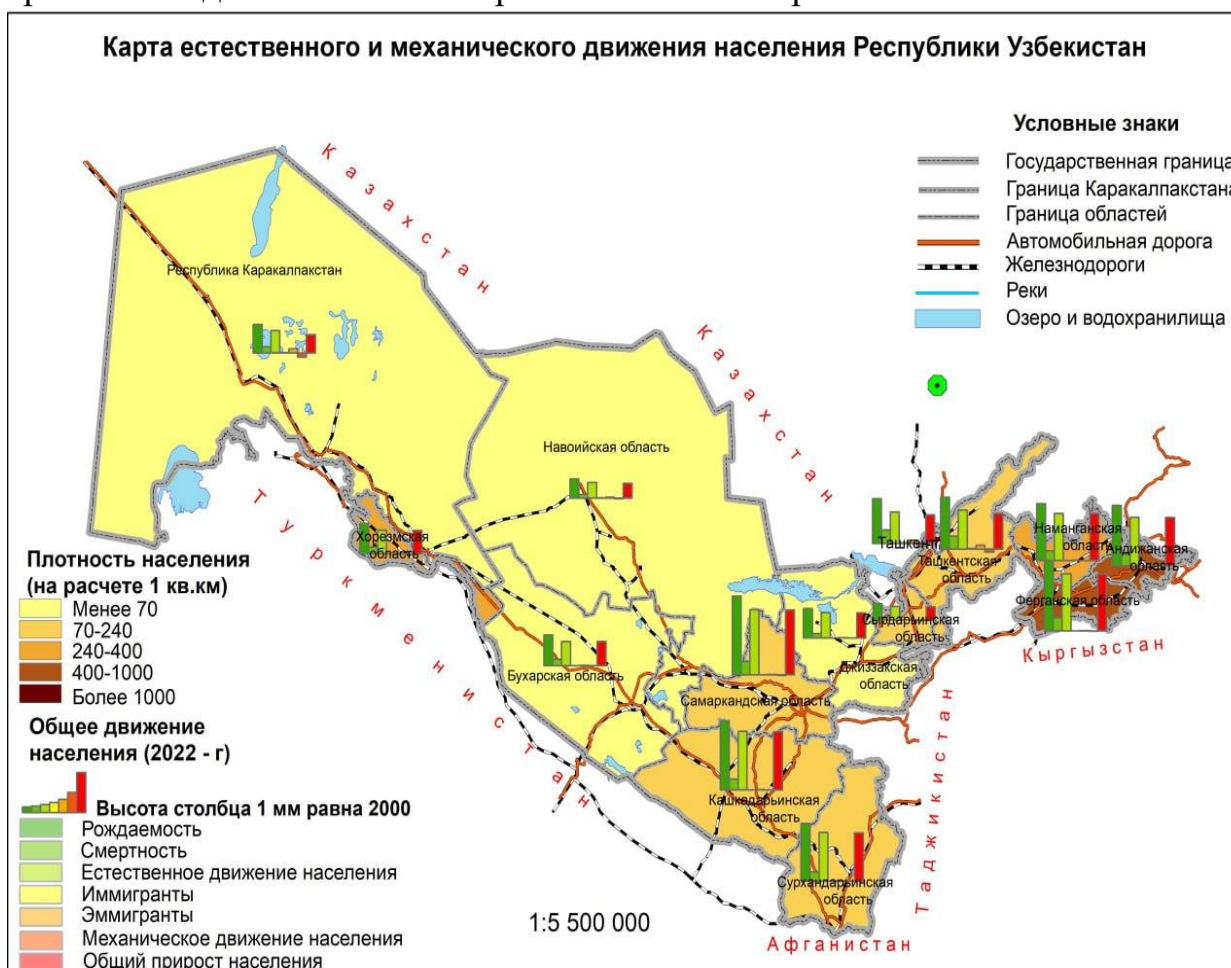 Карта естественного и механического движения населения Республики Узбекистан
Условные знаки
Государственная граница
Граница Каракалпакстана
Граница областей
Автомобильная дорога
Железнодороги
Реки
Озеро и водохранилища
Казахстан
Республика Каракалпакстан
Казахстан
Навоийская область
Туркменистан
Хорезмская
область
Ташкент
Ташкентская
область
Наманганская
область
Андижанская
область
Ферганская область
Кыргызстан
Сырдарьинская
область
Джиззакская
область
Бухарская область
Самаркандская область
Кашкадарьинская
область
Сурхандарьинская
область
Таджикистан
Афганистан
1:5 500 000
Плотность населения
(на расчете 1 кв.км)
Менее 70
70-240
240-400
400-1000
Более 1000
Общее движение
населения (2022 - г)
Высота столбца 1 мм равна 2000
Рождаемость
Смертность
Естественное движение населения
Иммигранты
Эммигранты
Механическое движение населения
Общий прирост населения